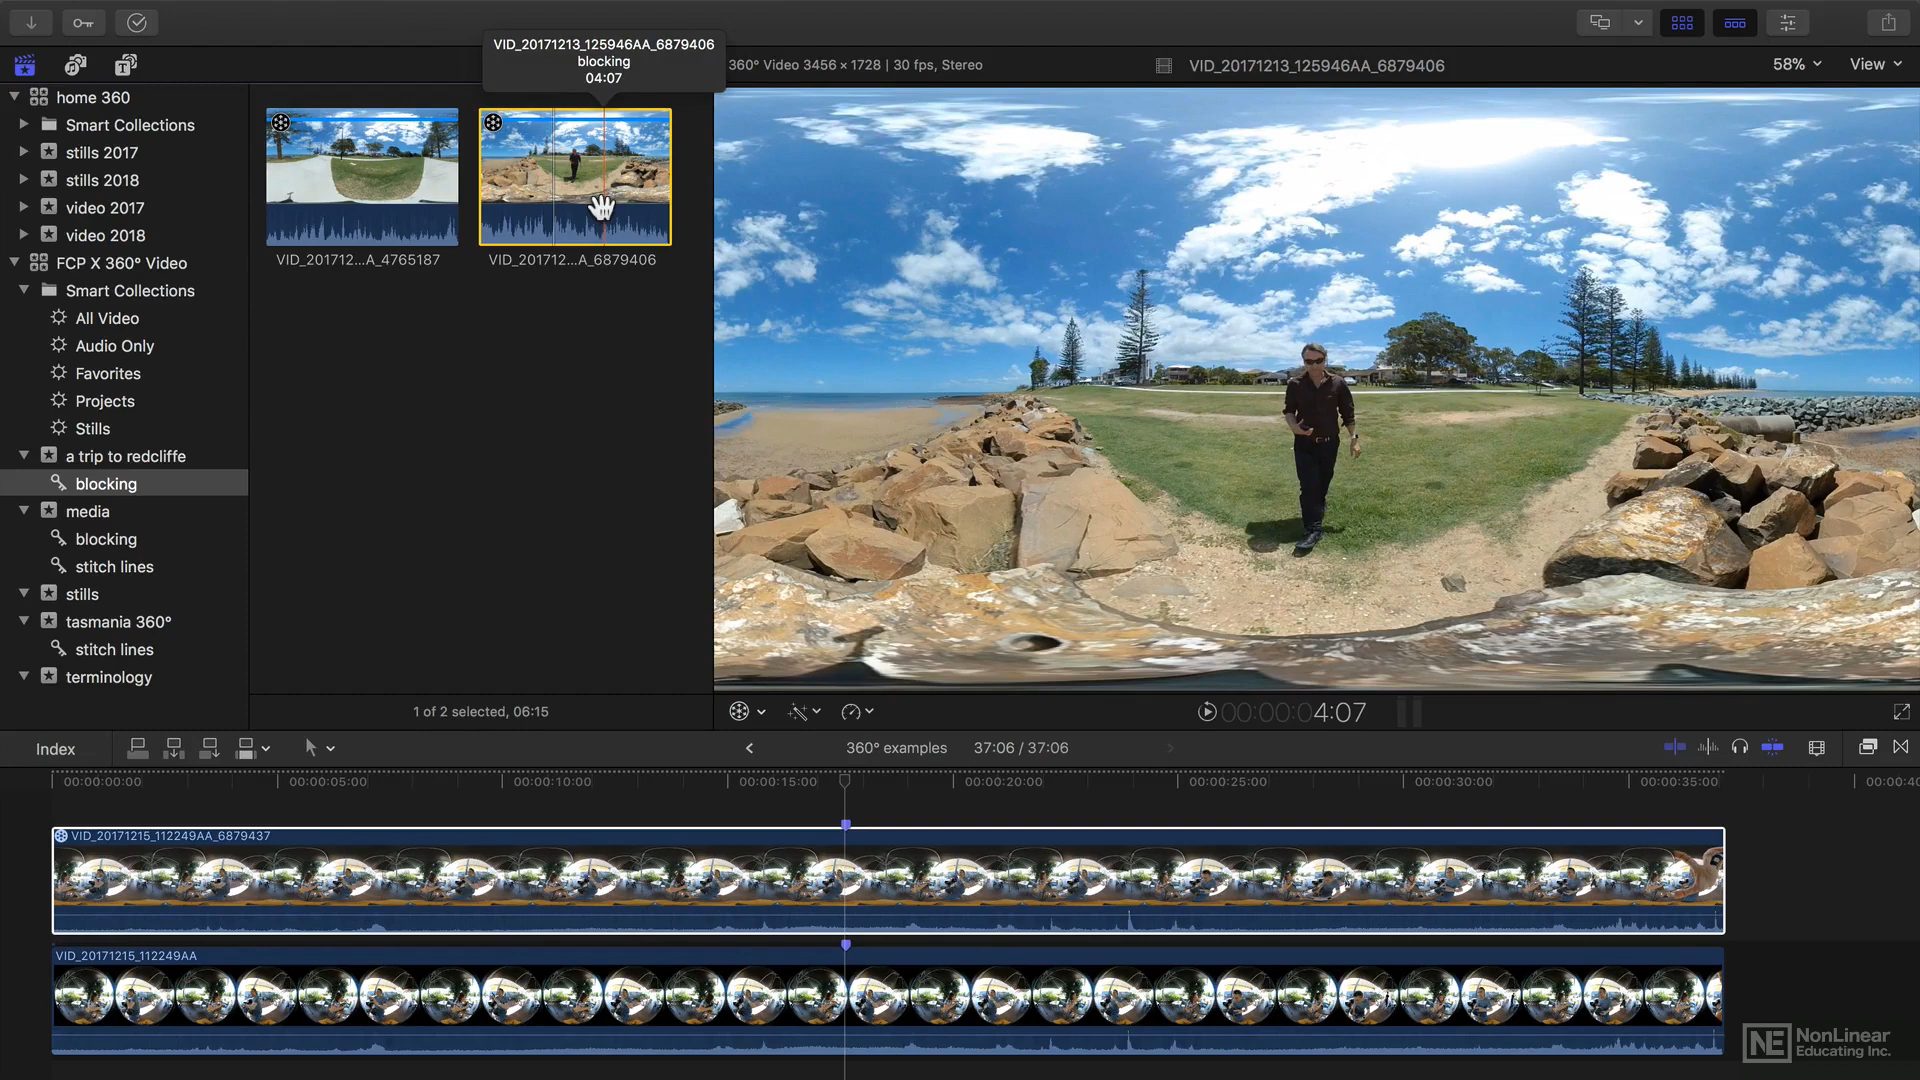 VID_20171213_125946AA_6879406
blocking
04:07
360° Video 3456 × 1728 | 30 fps, Stereo
VID_20171213_125946AA_6879406
58%
View
home 360
Smart Collections
stills 2017
stills 2018
video 2017
video 2018
FCP X 360° Video
Smart Collections
All Video
Audio Only
Favorites
Projects
Stills
a trip to redcliffe
blocking
media
blocking
stitch lines
stills
tasmania 360°
stitch lines
terminology
VID_201712...A_4765187
VID_201712...A_6879406
1 of 2 selected, 06:15
00:00:04:07
Index
360° examples
37:06 / 37:06
00:00:00:00
00:00:05:00
00:00:10:00
00:00:15:00
00:00:20:00
00:00:25:00
00:00:30:00
00:00:35:00
00:00:40
VID_20171215_112249AA_6879437
VID_20171215_112249AA
NE NonLinear
Educating Inc.